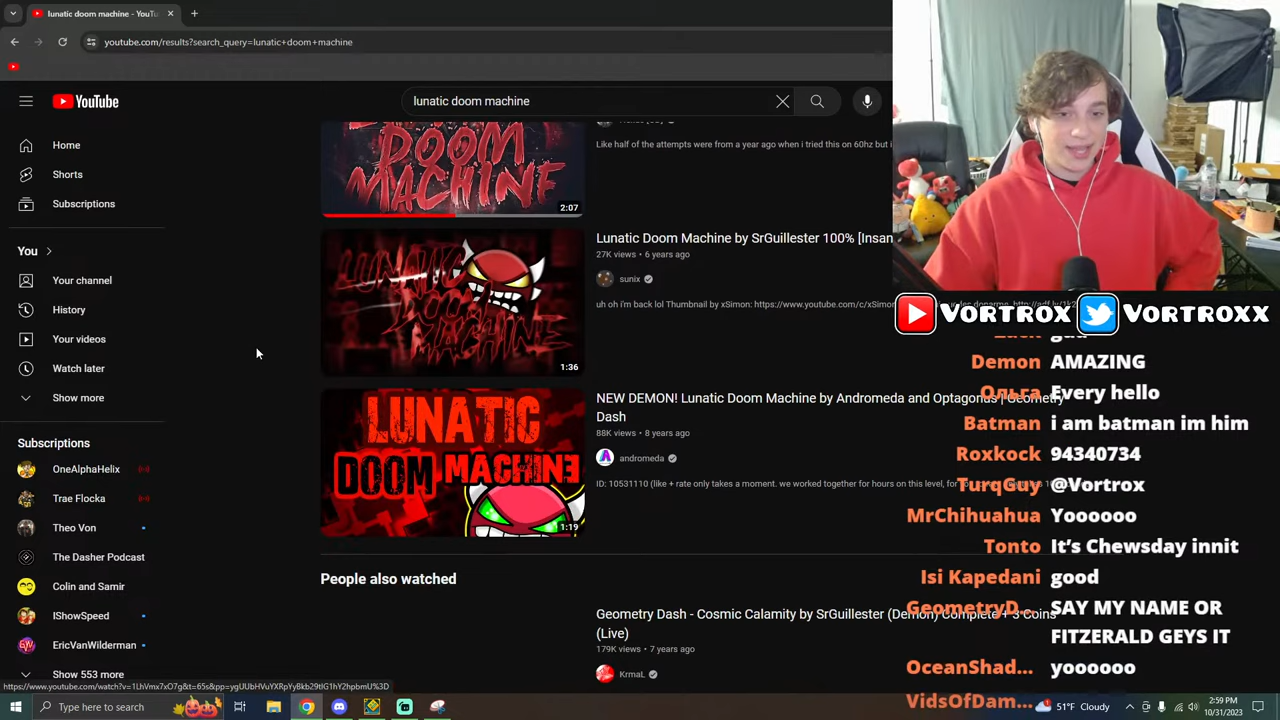 lunatic doom machine - YouTu
youtube.com/results?search_query=lunatic+doom+machine
YouTube
lunatic doom machine
Home
Shorts
Subscriptions
You
Your channel
History
Your videos
Watch later
Show more
Subscriptions
OneAlphaHelix
Trae Flocka
Theo Von
The Dasher Podcast
Colin and Samir
IShowSpeed
EricVanWilderman
Show 553 more
DOOM
MACHINE
2:07
Like half of the attempts were from a year ago when i tried this on 60hz but i
LUNATIC
MACHINE
1:36
Lunatic Doom Machine by SrGuillester 100% [Insan
27K views • 6 years ago
sunix
uh oh i'm back lol Thumbnail by xSimon: https://www.youtube.com/c/xSimon
LUNATIC
DOOM MACHINE
1:19
NEW DEMON! Lunatic Doom Machine by Andromeda and Optagonus | Geometry
Dash
88K views • 8 years ago
andromeda
ID: 10531110 (like + rate only takes a moment. we worked together for hours on this level, for
People also watched
Geometry Dash - Cosmic Calamity by SrGuillester (Demon) Complete + 3 Coins
(Live)
179K views • 7 years ago
KrmaL
Vortrox Vortroxx
Demon AMAZING
Ольга Every hello
Batman i am batman im him
Roxkock 94340734
TurqGuy @Vortrox
MrChihuahua Yoooooo
Tonto It's Chewsday innit
Isi Kapedani good
GeometryD... SAY MY NAME OR
FITZERALD GEYS IT
OceanShad... yoooooo
VidsOfDam...
Type here to search
51°F Cloudy
2:59 PM
10/31/2023